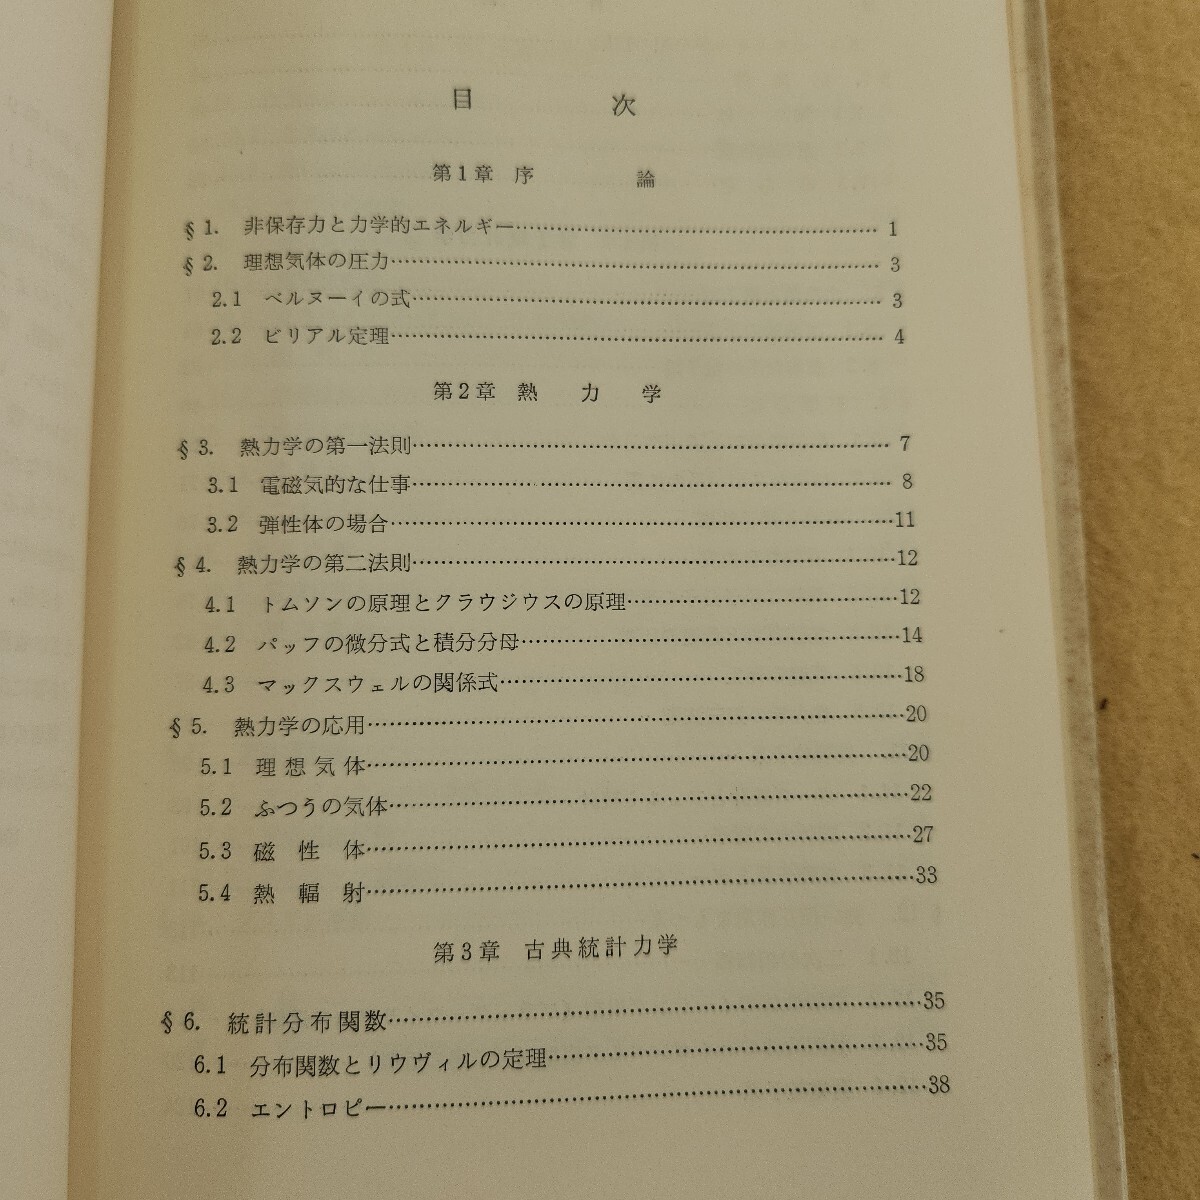 目次
第1章 序論
§1. 非保存力と力学的エネルギー……1
§2. 理想気体の圧力……3
2.1 ベルヌーイの式……3
2.2 ビリアル定理……4
第2章 熱力学
§3. 熱力学の第一法則……7
3.1 電磁気的な仕事……8
3.2 弾性体の場合……11
§4. 熱力学の第二法則……12
4.1 トムソンの原理とクラウジウスの原理……12
4.2 パッフの微分式と積分分母……14
4.3 マックスウェルの関係式……18
§5. 熱力学の応用……20
5.1 理想気体……20
5.2 ふつうの気体……22
5.3 磁性体……27
5.4 熱輻射……33
第3章 古典統計力学
§6. 統計分布関数……35
6.1 分布関数とリウヴィルの定理……35
6.2 エントロピー……38